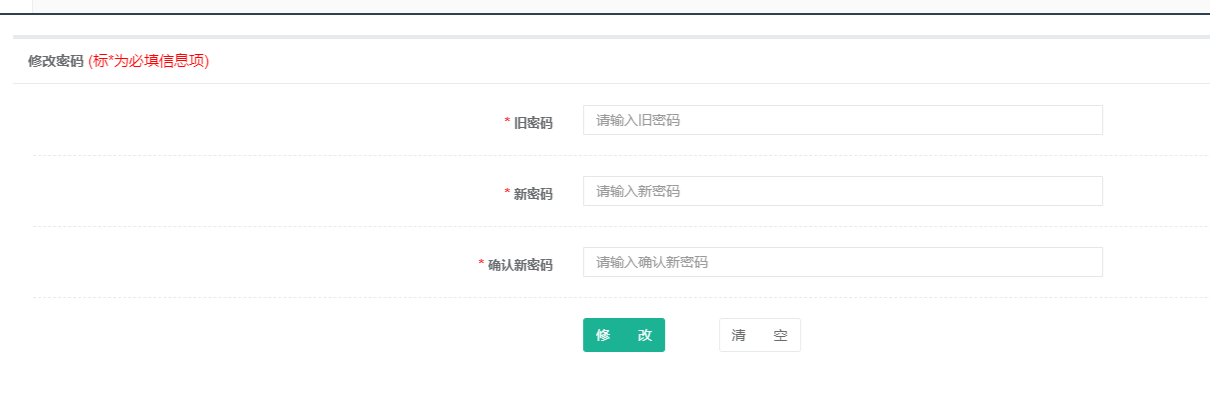 修改密码 (标*为必填信息项)
* 旧密码 请输入旧密码
* 新密码 请输入新密码
* 确认新密码 请输入确认新密码
修 改 清 空